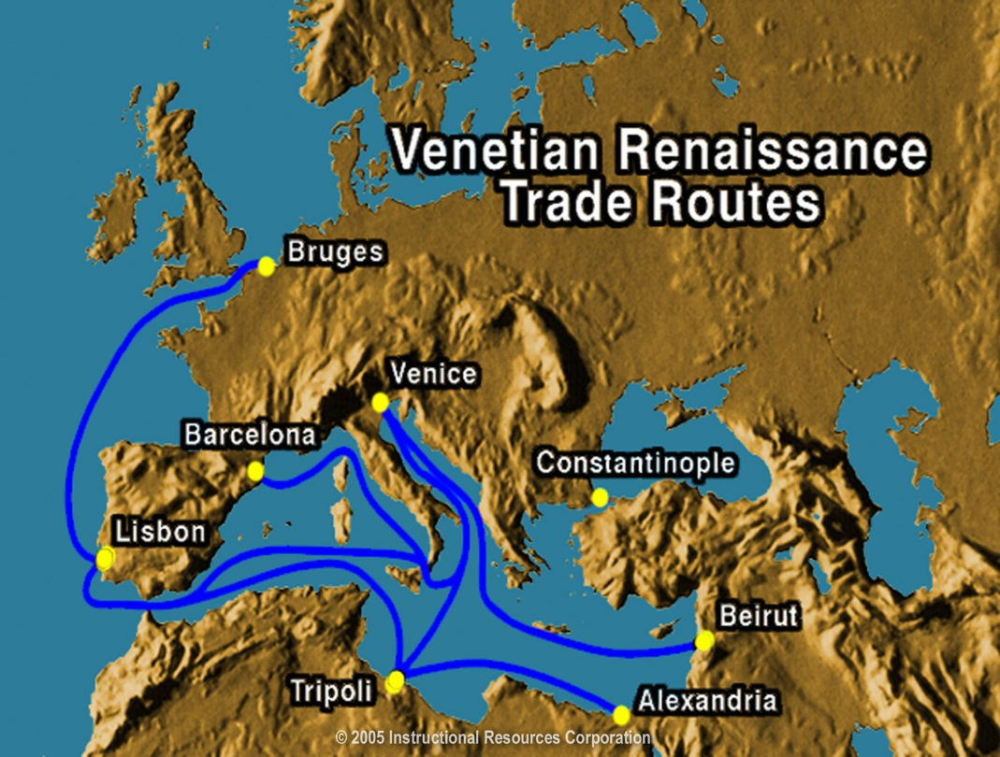 Venetian Renaissance
Trade Routes
Bruges
Venice
Barcelona
Constantinople
Lisbon
Beirut
Tripoli
Alexandria
© 2005 Instructional Resources Corporation